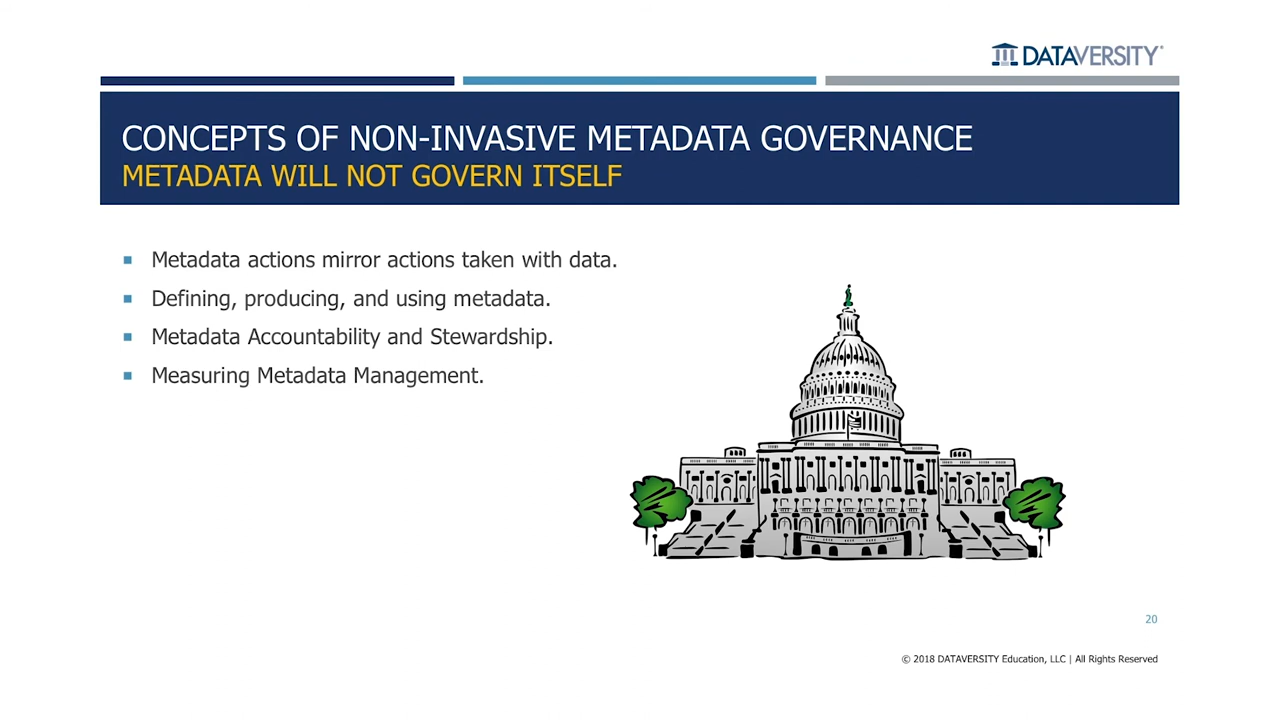 DATAVERSITY
CONCEPTS OF NON-INVASIVE METADATA GOVERNANCE
METADATA WILL NOT GOVERN ITSELF
Metadata actions mirror actions taken with data.
Defining, producing, and using metadata.
Metadata Accountability and Stewardship.
Measuring Metadata Management.
20
© 2018 DATAVERSITY Education, LLC | All Rights Reserved